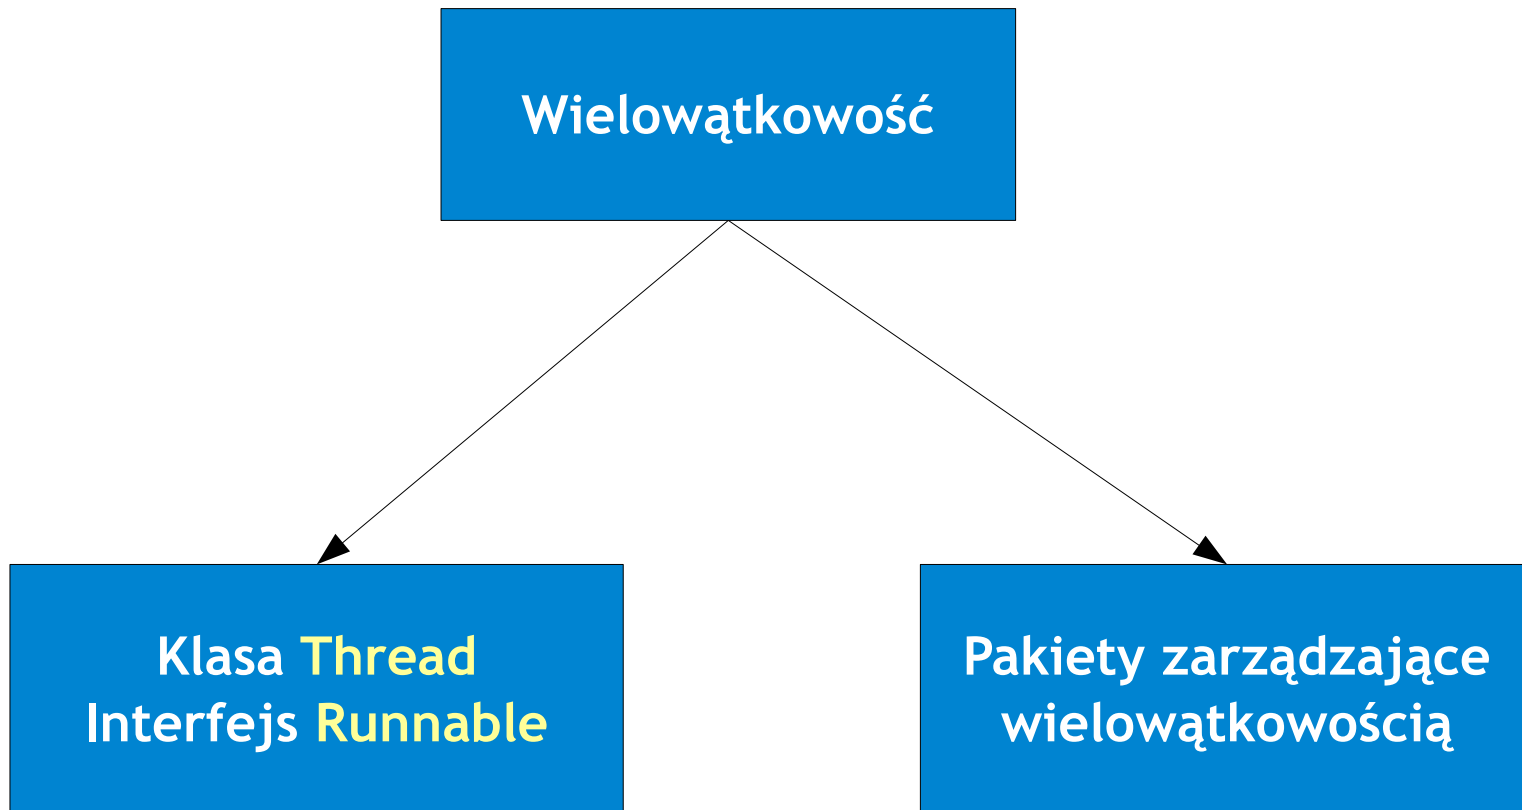 Wielowątkowość
Klasa Thread
Interfejs Runnable
Pakiety zarządzające
wielowątkowością